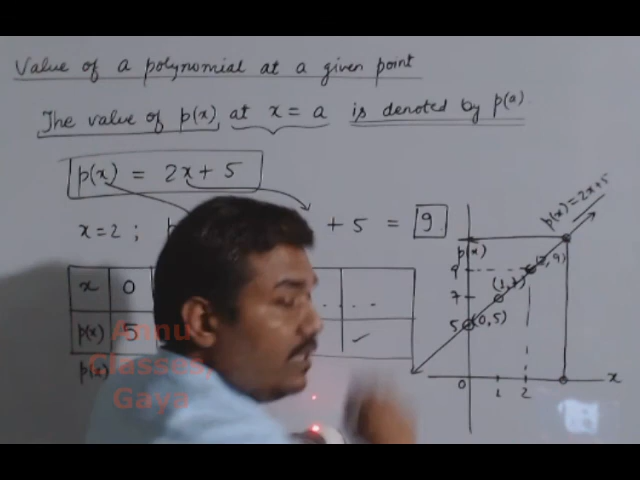 Value of a polynomial at a given point
The value of p(x) at x = a is denoted by p(a)
p(x) = 2x + 5
x = 2 ; + 5 = 9
x 0 . . .
p(x) 5 ✓
p(x)
Annu
Classes,
Gaya
p(x) = 2x+5
p(x)
9 (2, 9)
7 (1, 7)
5 (0,5)
0 1 2 x